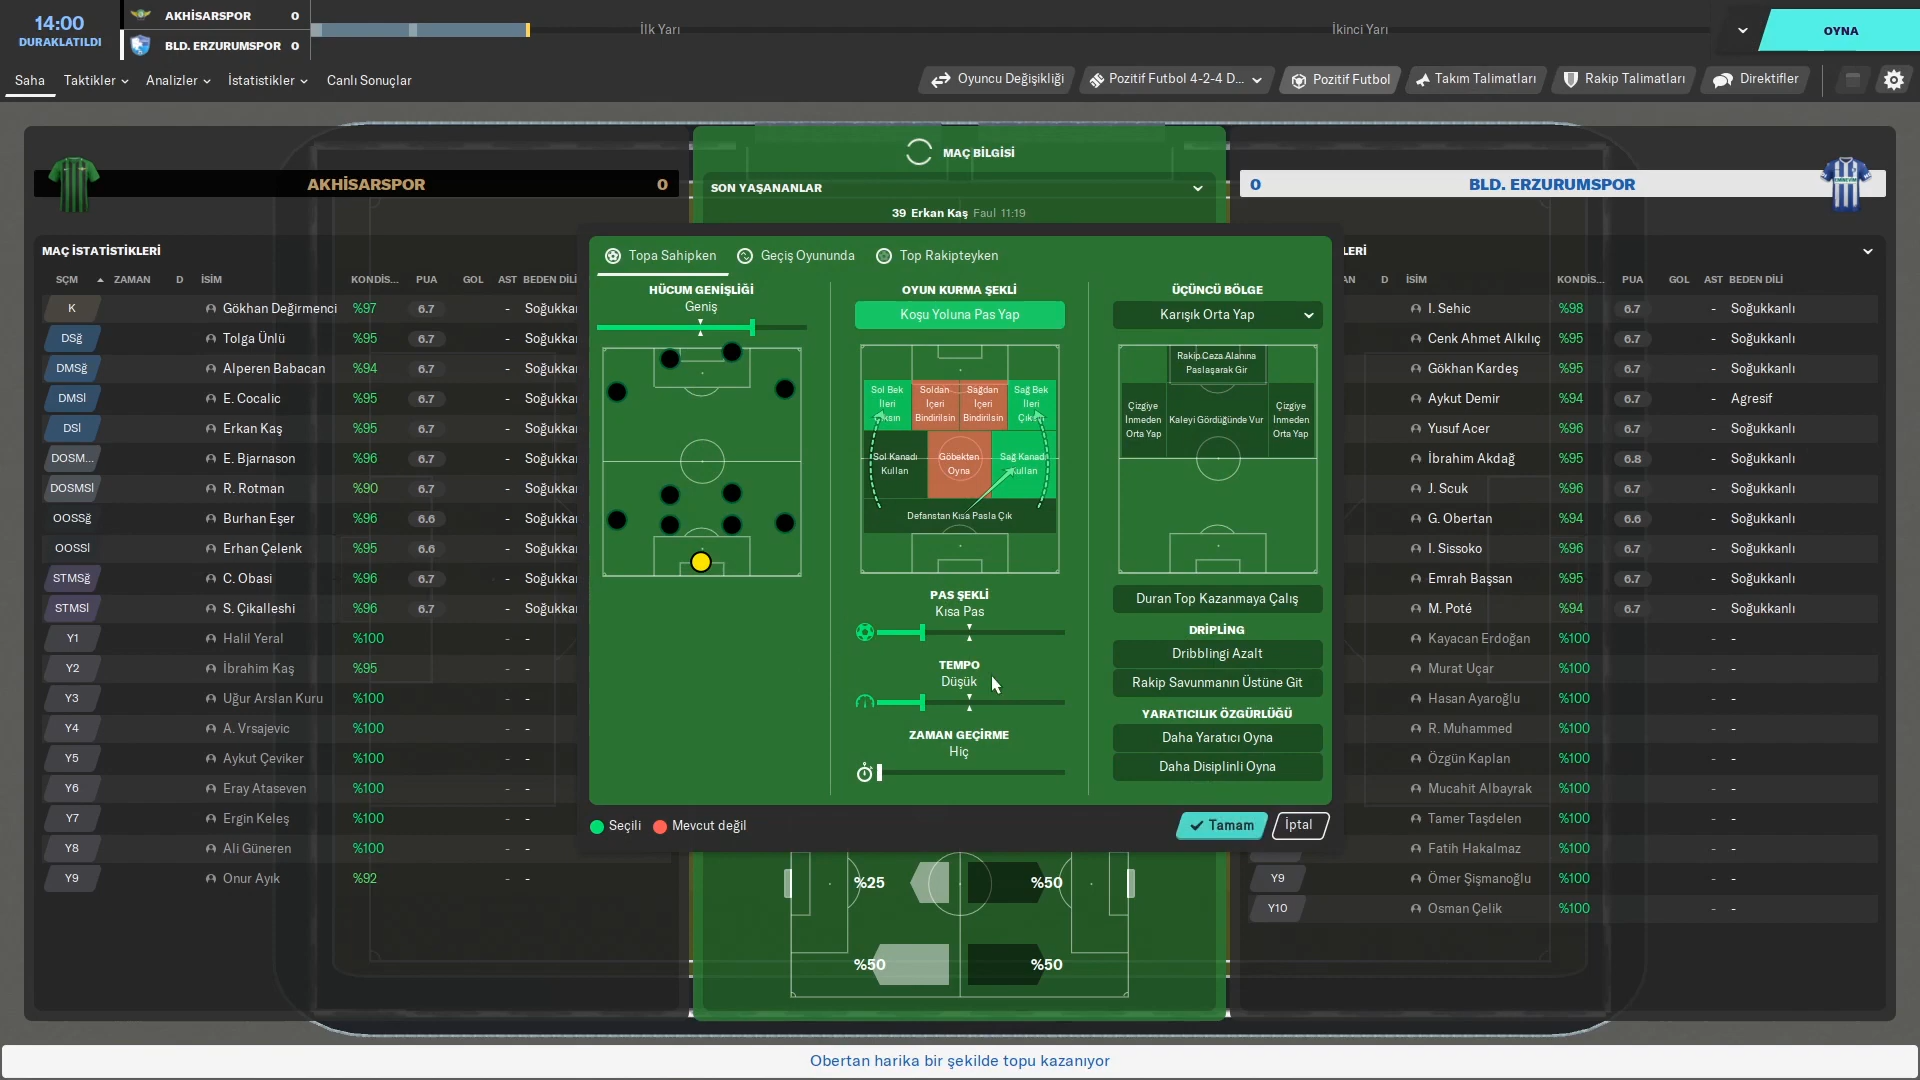 14:00
DURAKLATILDI
AKHİSARSPOR 0
BLD. ERZURUMSPOR 0
İlk Yarı
İkinci Yarı
OYNA
Saha
Taktikler
Analizler
İstatistikler
Canlı Sonuçlar
Oyuncu Değişikliği
Pozitif Futbol 4-2-4 D...
Pozitif Futbol
Takım Talimatları
Rakip Talimatları
Direktifler
MAÇ BİLGİSİ
AKHİSARSPOR 0
SON YAŞANANLAR
0 BLD. ERZURUMSPOR
39 Erkan Kaş Faul 11:19
MAÇ İSTATİSTİKLERİ
SÇM ZAMAN D İSİM KONDİS... PUA GOL AST BEDEN DİLİ
K Gökhan Değirmenci %97 6.7 - Soğukkan
DSğ Tolga Ünlü %95 6.7 - Soğukkan
DMSğ Alperen Babacan %94 6.7 - Soğukkan
DMSl E. Cocalic %95 6.7 - Soğukkan
DSl Erkan Kaş %95 6.7 - Soğukkan
DOSM... E. Bjarnason %96 6.7 - Soğukkan
DOSMSl R. Rotman %90 6.7 - Soğukkan
OOSSğ Burhan Eşer %96 6.6 - Soğukkan
OOSSl Erhan Çelenk %95 6.6 - Soğukkan
STMSğ C. Obasi %96 6.7 - Soğukkan
STMSl S. Çikalleshi %96 6.7 - Soğukkan
Y1 Halil Yeral %100 - -
Y2 İbrahim Kaş %95 - -
Y3 Uğur Arslan Kuru %100 - -
Y4 A. Vrsajevic %100 - -
Y5 Aykut Çeviker %100 - -
Y6 Eray Ataseven %100 - -
Y7 Ergin Keleş %100 - -
Y8 Ali Güneren %100 - -
Y9 Onur Ayık %92 - -
Topa Sahipken
Geçiş Oyununda
Top Rakipteyken
HÜCUM GENİŞLİĞİ
Geniş
OYUN KURMA ŞEKLİ
Koşu Yoluna Pas Yap
Sol Bek İleri Çıksın
Soldan İçeri Bindirilsin
Sağdan İçeri Bindirilsin
Sağ Bek İleri Çıksın
Sol Kanadı Kullan
Göbekten Oyna
Sağ Kanadı Kullan
Defanstan Kısa Pasla Çık
PAS ŞEKLİ
Kısa Pas
TEMPO
Düşük
ZAMAN GEÇİRME
Hiç
ÜÇÜNCÜ BÖLGE
Karışık Orta Yap
Rakip Ceza Alanına Paslaşarak Gir
Çizgiye İnmeden Orta Yap
Kaleyi Gördüğünde Vur
Çizgiye İnmeden Orta Yap
Duran Top Kazanmaya Çalış
DRİPLİNG
Dribblingi Azalt
Rakip Savunmanın Üstüne Git
YARATICILIK ÖZGÜRLÜĞÜ
Daha Yaratıcı Oyna
Daha Disiplinli Oyna
Seçili
Mevcut değil
Tamam
İptal
%25 %50
%50 %50
LERİ
AN D İSİM KONDİS... PUA GOL AST BEDEN DİLİ
I. Sehic %98 6.7 - Soğukkanlı
Cenk Ahmet Alkılıç %95 6.7 - Soğukkanlı
Gökhan Kardeş %95 6.7 - Soğukkanlı
Aykut Demir %94 6.7 - Agresif
Yusuf Acer %96 6.7 - Soğukkanlı
İbrahim Akdağ %95 6.8 - Soğukkanlı
J. Scuk %96 6.7 - Soğukkanlı
G. Obertan %94 6.6 - Soğukkanlı
I. Sissoko %96 6.7 - Soğukkanlı
Emrah Başsan %95 6.7 - Soğukkanlı
M. Poté %94 6.7 - Soğukkanlı
Kayacan Erdoğan %100 - -
Murat Uçar %100 - -
Hasan Ayaroğlu %100 - -
R. Muhammed %100 - -
Özgün Kaplan %100 - -
Mucahit Albayrak %100 - -
Tamer Taşdelen %100 - -
Fatih Hakalmaz %100 - -
Y9 Ömer Şişmanoğlu %100 - -
Y10 Osman Çelik %100 - -
Obertan harika bir şekilde topu kazanıyor